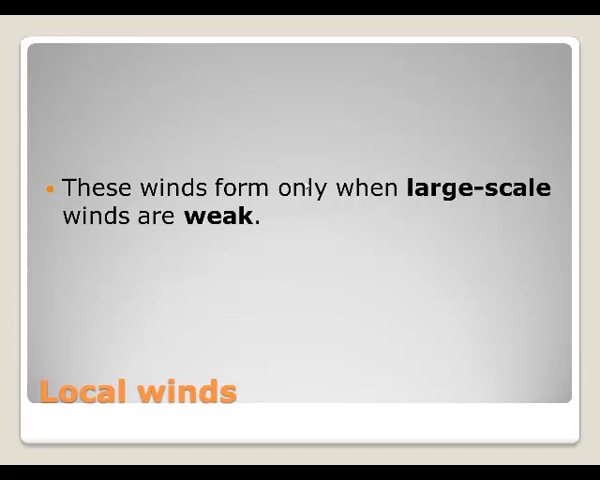 These winds form only when large-scale
winds are weak.
Local winds